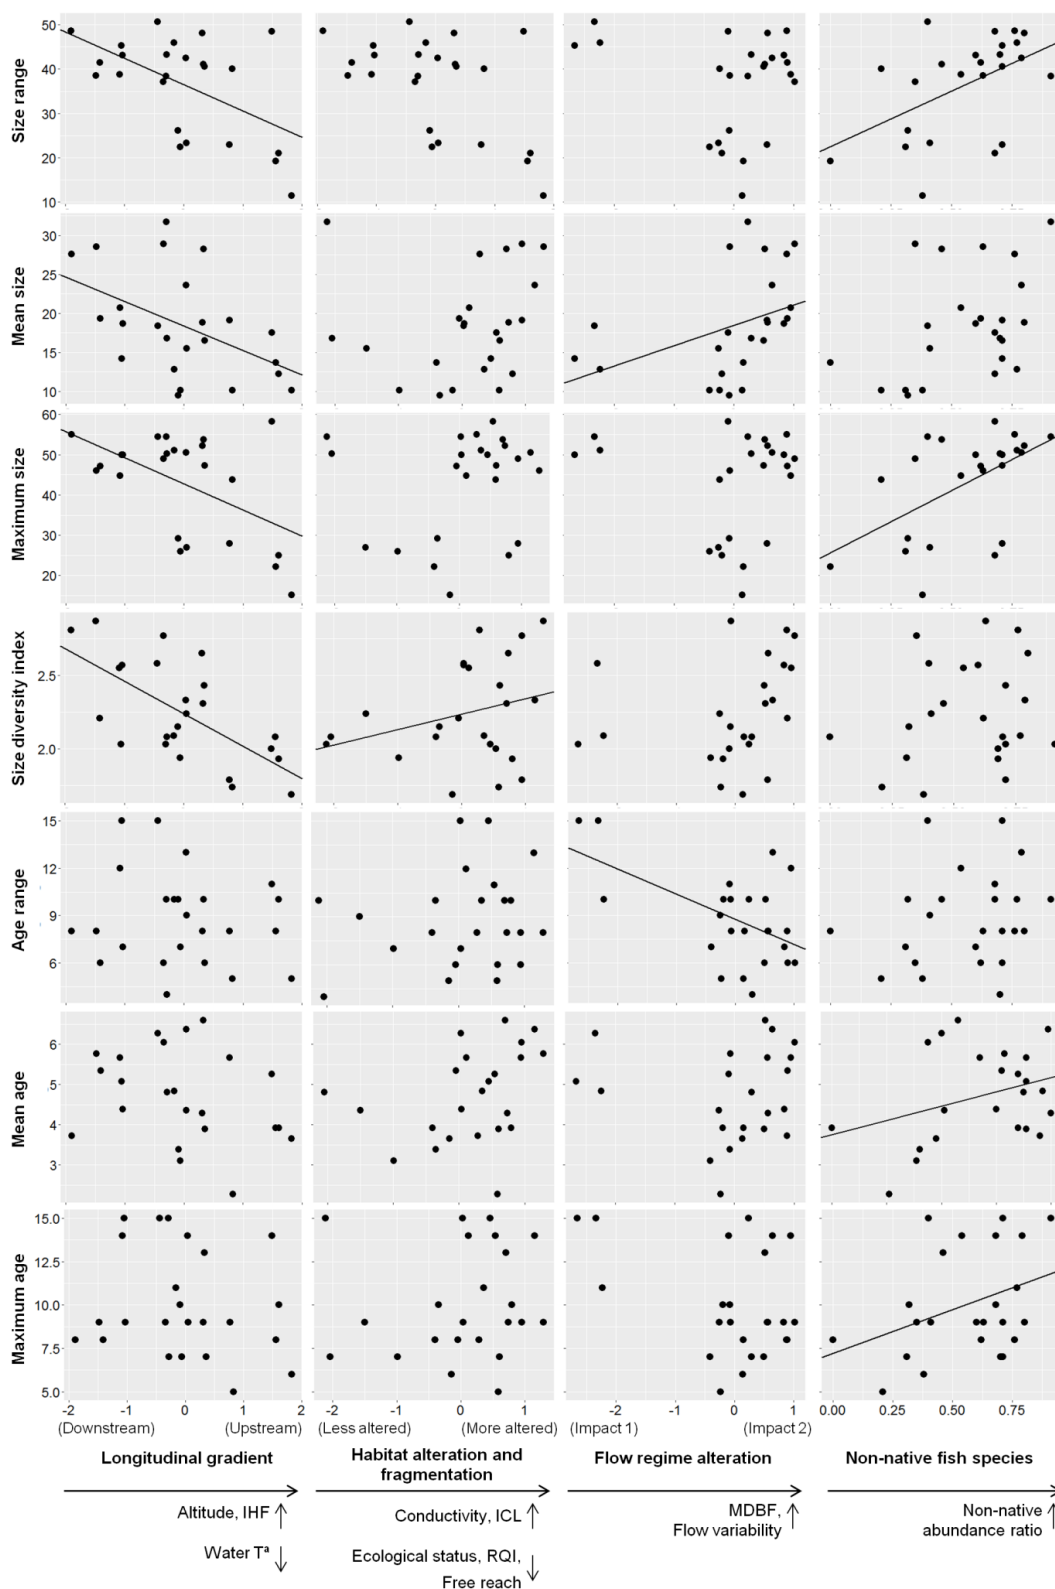 Size range
50
40
30
20
10
Mean size
30
25
20
15
10
Maximum size
60
50
40
30
20
Size diversity index
2.5
2.0
Age range
15
12
9
6
Mean age
6
5
4
3
Maximum age
15.0
12.5
10.0
7.5
5.0
-2 -1 0 1 2
(Downstream) (Upstream)
Longitudinal gradient
Altitude, IHF ↑
Water Tª ↓
-2 -1 0 1
(Less altered) (More altered)
Habitat alteration and
fragmentation
Conductivity, ICL ↑
Ecological status, RQI,
Free reach ↓
-2 -1 0 1
(Impact 1) (Impact 2)
Flow regime alteration
MDBF,
Flow variability ↑
0.00 0.25 0.50 0.75
Non-native fish species
Non-native
abundance ratio ↑